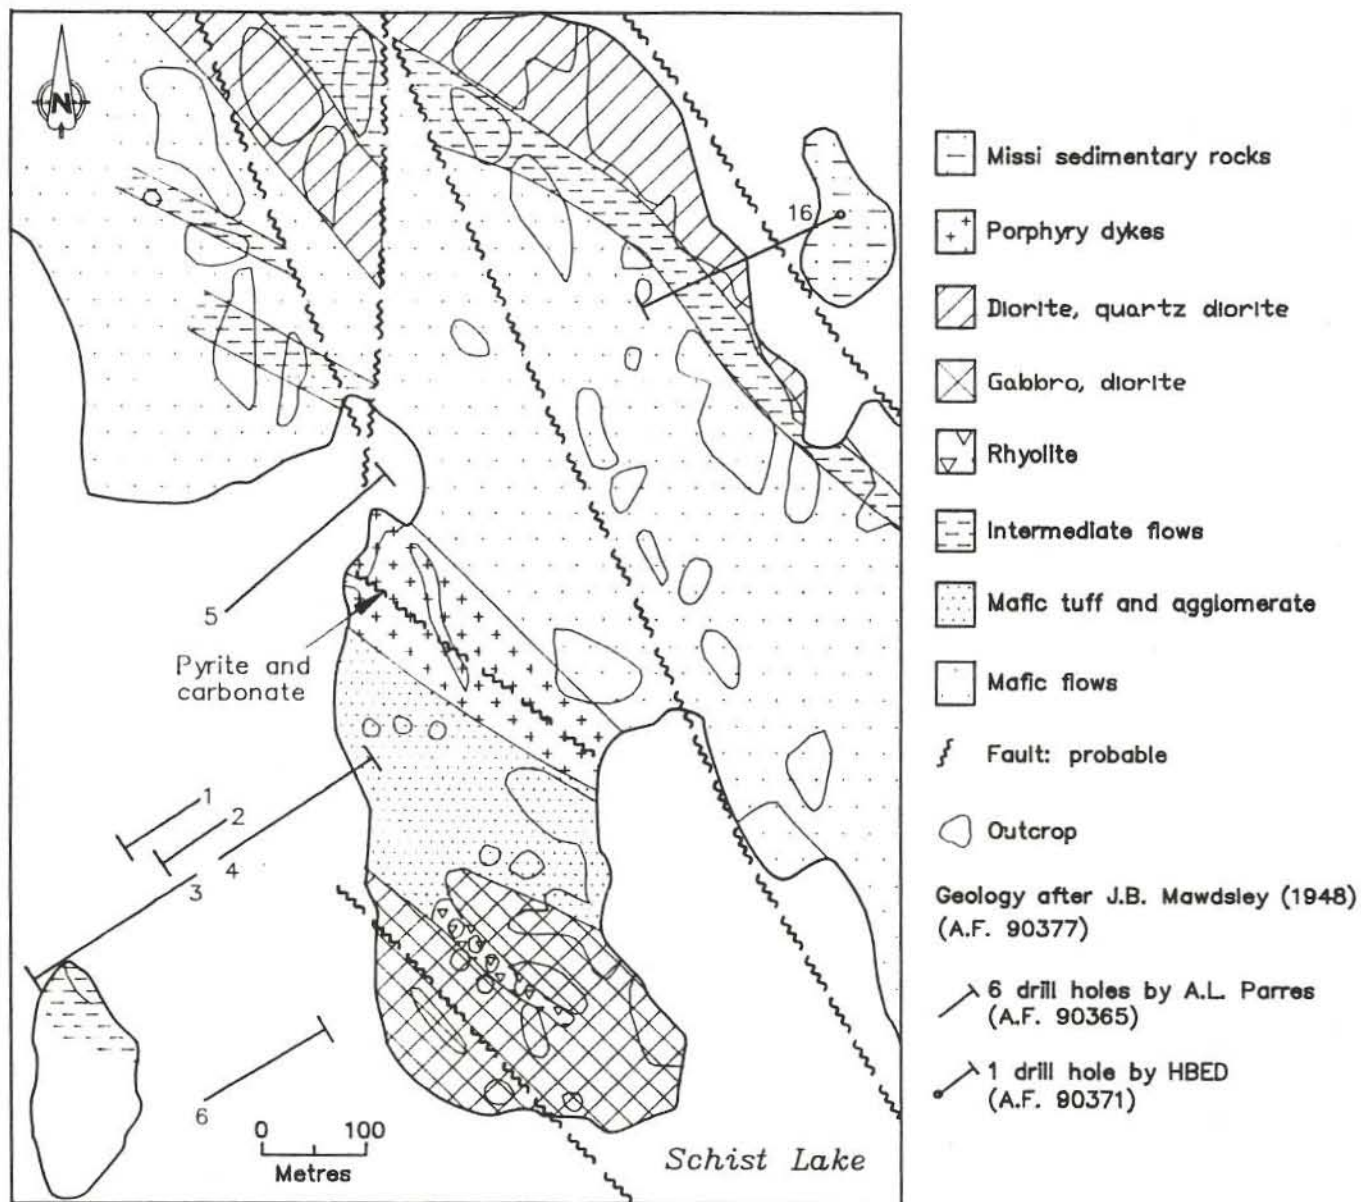 N
16
5
Pyrite and
carbonate
1
2
4
3
6
0 100
Metres
Schist Lake
Missi sedimentary rocks
Porphyry dykes
Diorite, quartz diorite
Gabbro, diorite
Rhyolite
Intermediate flows
Mafic tuff and agglomerate
Mafic flows
Fault: probable
Outcrop
Geology after J.B. Mawdsley (1948)
(A.F. 90377)
6 drill holes by A.L. Parres
(A.F. 90365)
1 drill hole by HBED
(A.F. 90371)